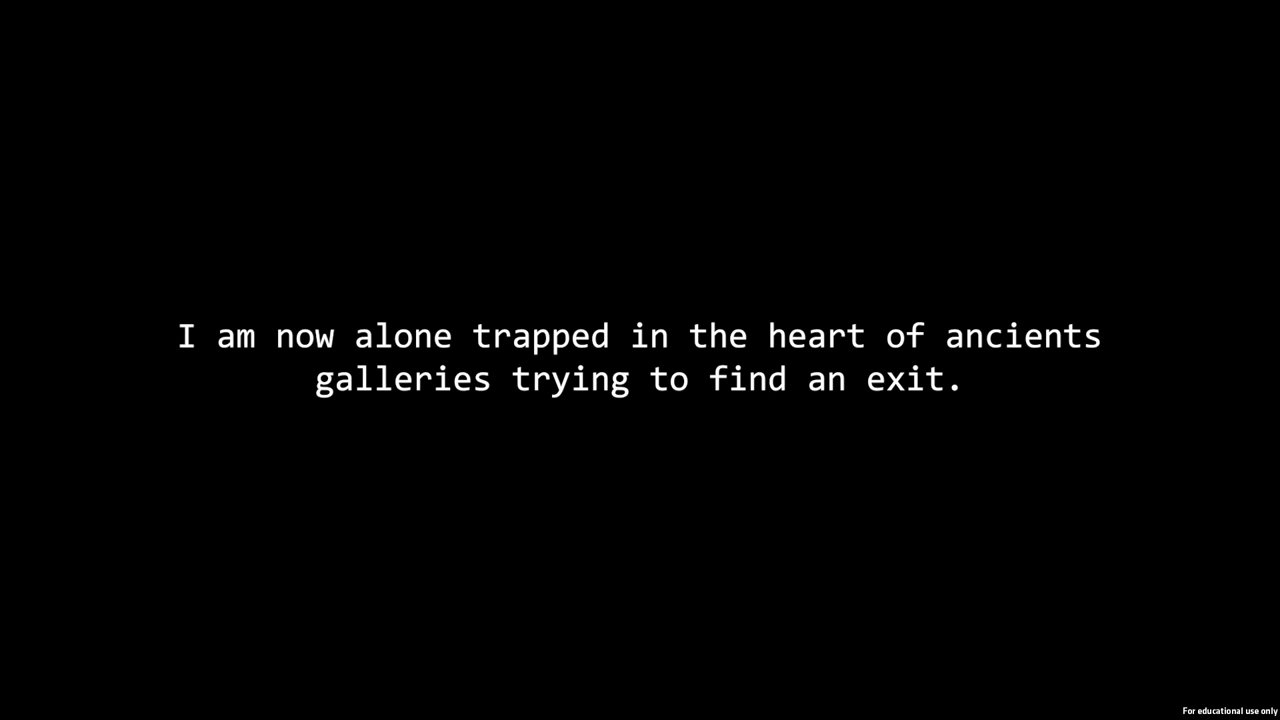 I am now alone trapped in the heart of ancients
galleries trying to find an exit.
For educational use only